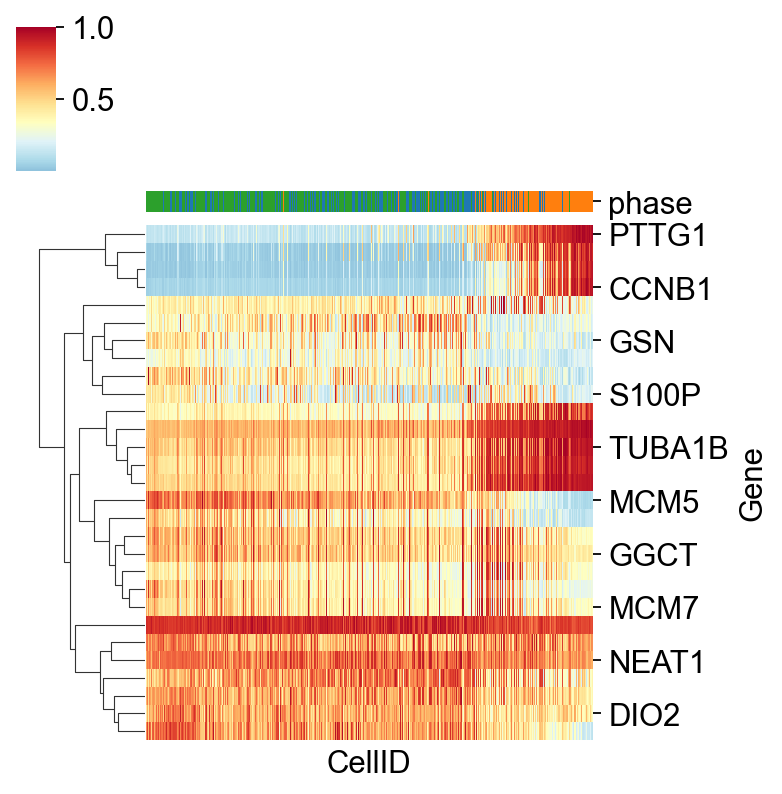 1.0
0.5
phase
PTTG1
CCNB1
GSN
S100P
TUBA1B
MCM5
GGCT
MCM7
NEAT1
DIO2
Gene
CellID